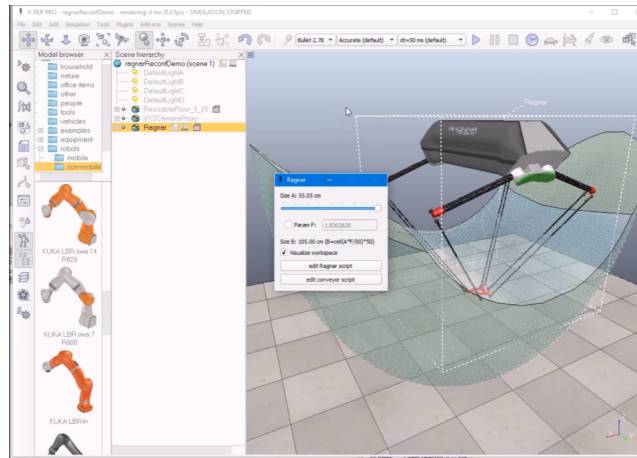 V-REP PRO - ragnarReconfDemo - rendering: 4 ms (8.0 fps) - SIMULATION STOPPED
File Edit Add Simulation Tools Plugins Add-ons Scenes Help
Bullet 2.78 Accurate (default) dt=50 ms (default)
Model browser
household
nature
office items
other
people
tools
vehicles
examples
equipment
robots
mobile
non-mobile
KUKA LBR iiwa 14
R820
KUKA LBR iiwa 7
R800
KUKA LBR4+
Scene hierarchy
ragnarReconfDemo (scene 1)
DefaultLightA
DefaultLightB
DefaultLightC
DefaultLightD
ResizableFloor_5_25
XYZCameraProxy
Ragnar
Ragnar
RAGNAR
Ragnar
Size A: 55.05 cm
Param F:
Size B: 105.00 cm (B=ceil(A*F/50)*50)
Visualize workspace
edit Ragnar script
edit conveyor script